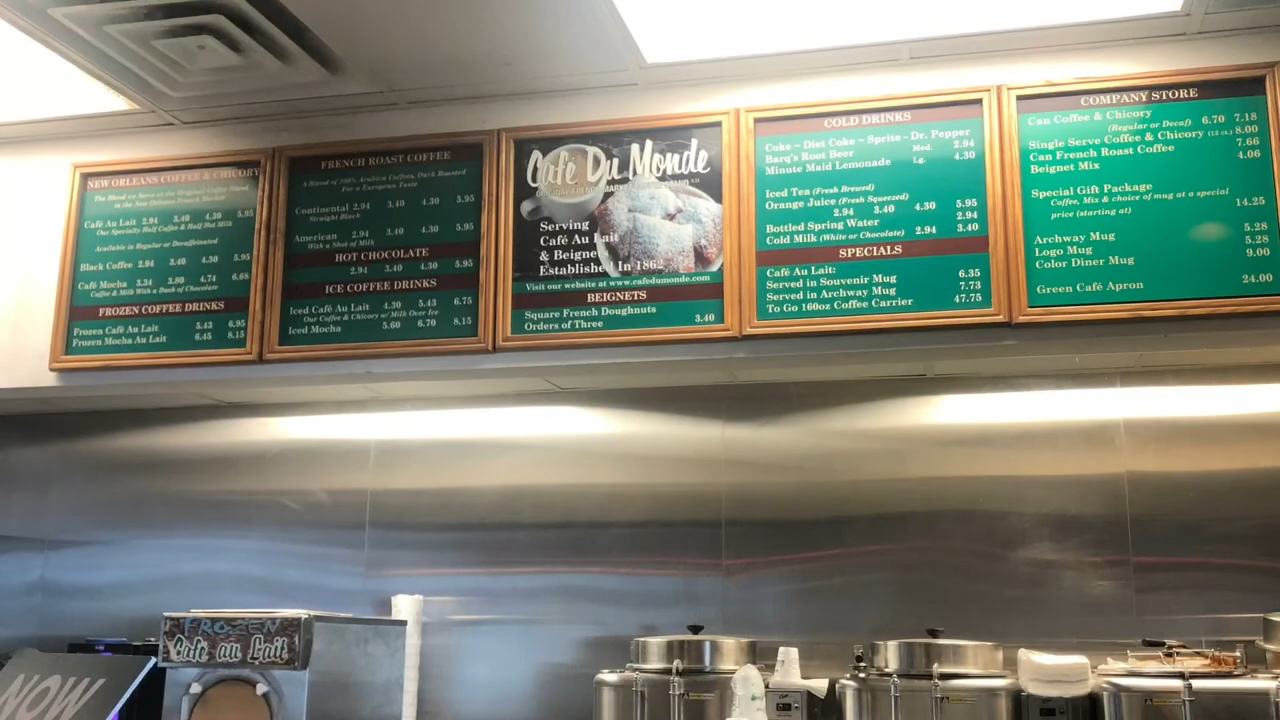 NEW ORLEANS COFFEE & CHICORY
The Blend we Serve at the Original Coffee Stand
in the New Orleans French Market
Café Au Lait 2.94 3.40 4.30 5.95
Our Specialty Half Coffee & Half Hot Milk
Available in Regular or Decaffeinated
Black Coffee 2.94 3.40 4.30 5.95
Café Mocha 3.34 3.80 4.74 6.68
Coffee & Milk With a Dash of Chocolate
FROZEN COFFEE DRINKS
Frozen Café Au Lait 5.43 6.95
Frozen Mocha Au Lait 6.45 8.15
FRENCH ROAST COFFEE
A Blend of 100% Arabica Coffees, Dark Roasted
For a European Taste
Continental 2.94 3.40 4.30 5.95
Straight Black
American 2.94 3.40 4.30 5.95
With a Shot of Milk
HOT CHOCOLATE
2.94 3.40 4.30 5.95
ICE COFFEE DRINKS
Iced Café Au Lait 4.30 5.43 6.75
Our Coffee & Chicory w/ Milk Over Ice
Iced Mocha 5.60 6.70 8.15
Café Du Monde
ORIGINAL FRENCH MARKET COFFEE STAND
Serving
Café Au Lait
& Beignets
Established In 1862
Visit our website at www.cafedumonde.com
BEIGNETS
Square French Doughnuts
Orders of Three 3.40
COLD DRINKS
Coke - Diet Coke - Sprite - Dr. Pepper
Barq's Root Beer Med. 2.94
Minute Maid Lemonade Lg. 4.30
Iced Tea (Fresh Brewed)
Orange Juice (Fresh Squeezed)
2.94 3.40 4.30 5.95
Bottled Spring Water 2.94
Cold Milk (White or Chocolate) 2.94 3.40
SPECIALS
Café Au Lait:
Served in Souvenir Mug 6.35
Served in Archway Mug 7.73
To Go 160oz Coffee Carrier 47.75
COMPANY STORE
Can Coffee & Chicory
(Regular or Decaf) 6.70 7.18
Single Serve Coffee & Chicory (12 ct.) 8.00
Can French Roast Coffee 7.66
Beignet Mix 4.06
Special Gift Package
Coffee, Mix & choice of mug at a special
price (starting at) 14.25
Archway Mug 5.28
Logo Mug 5.28
Color Diner Mug 9.00
Green Café Apron 24.00
FROZEN
Cafe au Lait
NOW